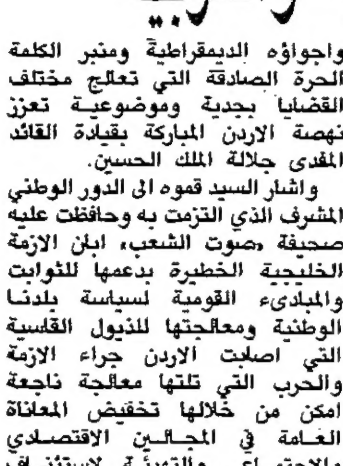 واجواؤه الديمقراطية ومنبر الكلمة
الحرة الصادقة التي تعالج مختلف
القضايا بجدية وموضوعية تعزز
نهضة الاردن المباركة بقيادة القائد
المفدى جلالة الملك الحسين.
واشار السيد قموه الى الدور الوطني
المشرف الذي التزمت به وحافظت عليه
صحيفة «صوت الشعب» ابان الازمة
الخليجية الخطيرة بدعمها للثوابت
والمبادىء القومية لسياسة بلدنا
الوطنية ومعالجتها للذيول القاسية
التي اصابت الاردن جراء الازمة
والحرب التي تلتها معالجة ناجعة
امكن من خلالها تخفيض المعاناة
العامة في المجالين الاقتصادي